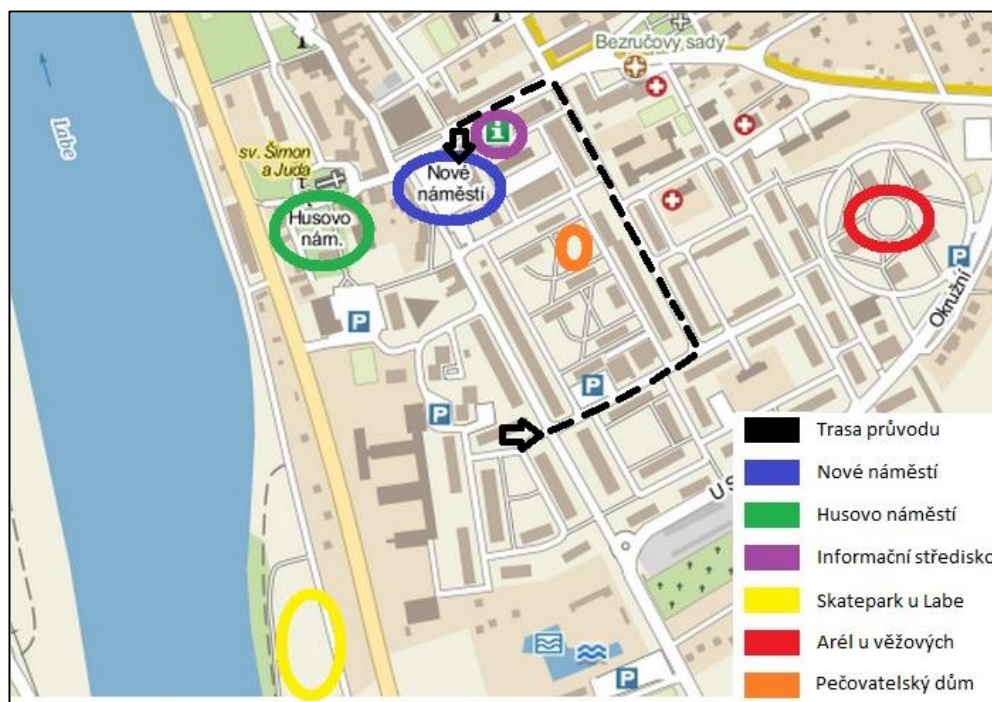 Labe
Bezručovy sady
sv. Šimon
a Juda
Nové
náměstí
Husovo
nám.
i
P
P
P
P
P
Okružní
U S
Trasa průvodu
Nové náměstí
Husovo náměstí
Informační středisko
Skatepark u Labe
Arél u věžových
Pečovatelský dům